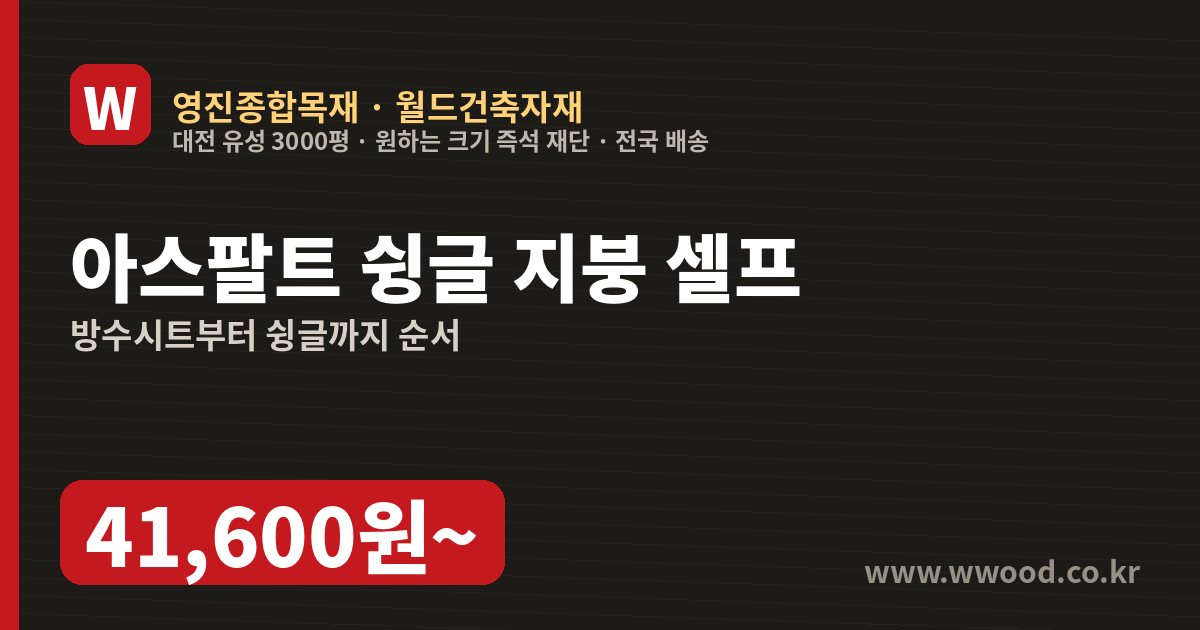 W
영진종합목재 · 월드건축자재
대전 유성 3000평 · 원하는 크기 즉석 재단 · 전국 배송
아스팔트 슁글 지붕 셀프
방수시트부터 슁글까지 순서
41,600원~
www.wwood.co.kr